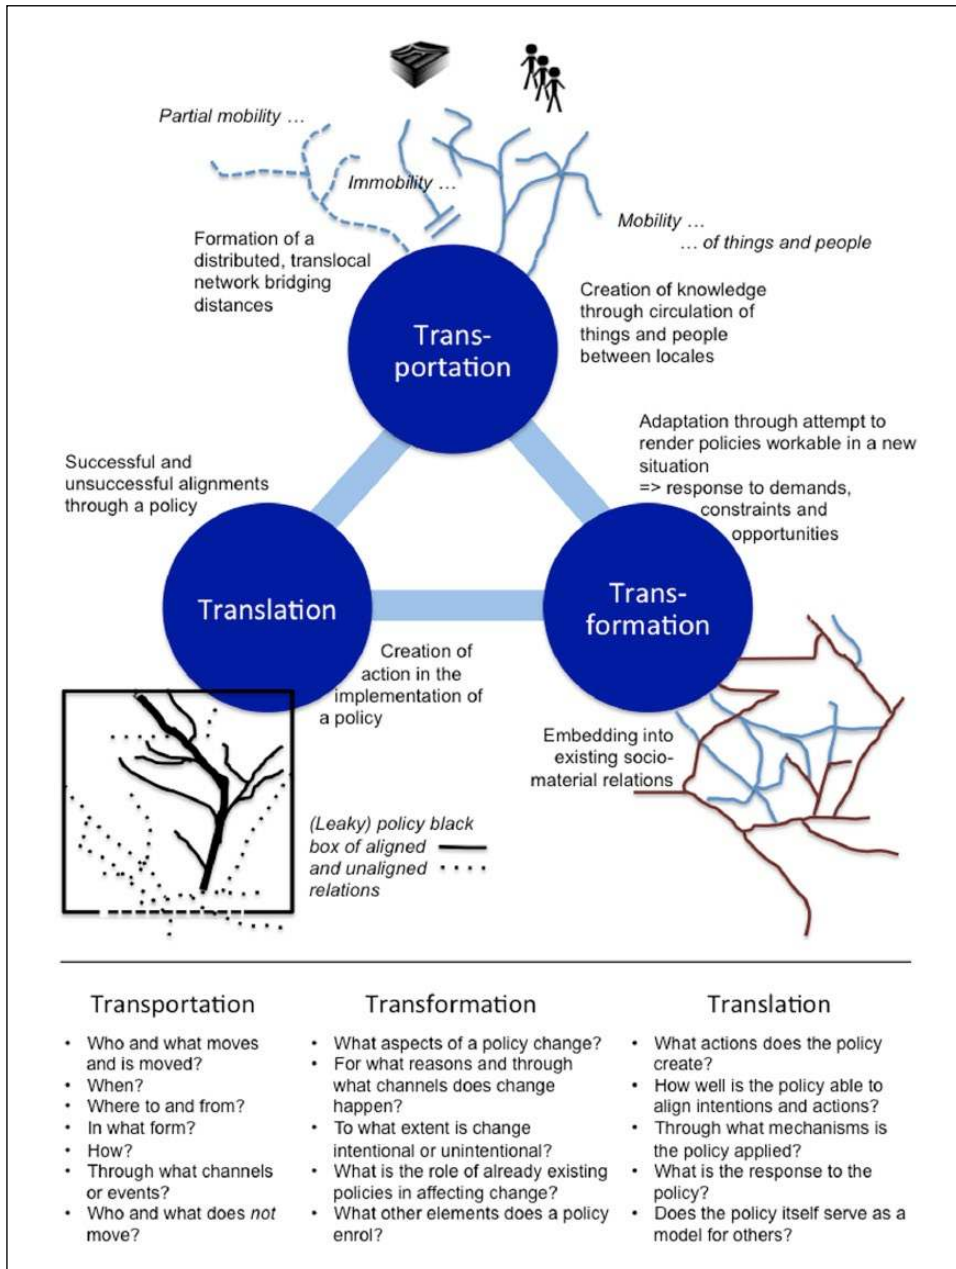 Partial mobility …
Immobility …
Mobility …
… of things and people
Formation of a
distributed, translocal
network bridging
distances
Creation of knowledge
through circulation of
things and people
between locales
Trans-
portation
Adaptation through attempt to
render policies workable in a new
situation
=> response to demands,
constraints and
opportunities
Successful and
unsuccessful alignments
through a policy
Translation
Trans-
formation
Creation of
action in the
implementation of
a policy
Embedding into
existing socio-
material relations
(Leaky) policy black
box of aligned
and unaligned
relations
Transportation
• Who and what moves
and is moved?
• When?
• Where to and from?
• In what form?
• How?
• Through what channels
or events?
• Who and what does not
move?
Transformation
• What aspects of a policy change?
• For what reasons and through
what channels does change
happen?
• To what extent is change
intentional or unintentional?
• What is the role of already existing
policies in affecting change?
• What other elements does a policy
enrol?
Translation
• What actions does the policy
create?
• How well is the policy able to
align intentions and actions?
• Through what mechanisms is
the policy applied?
• What is the response to the
policy?
• Does the policy itself serve as a
model for others?